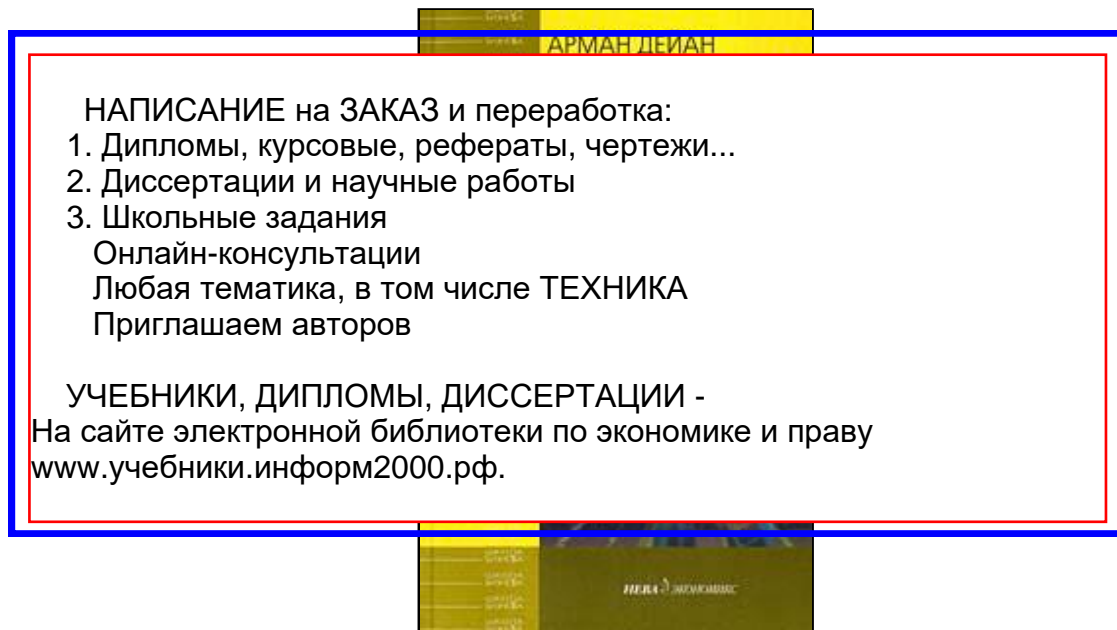 АРМАН ДЕЙАН
НАПИСАНИЕ на ЗАКАЗ и переработка:
1. Дипломы, курсовые, рефераты, чертежи...
2. Диссертации и научные работы
3. Школьные задания
Онлайн-консультации
Любая тематика, в том числе ТЕХНИКА
Приглашаем авторов
УЧЕБНИКИ, ДИПЛОМЫ, ДИССЕРТАЦИИ -
На сайте электронной библиотеки по экономике и праву
www.учебники.информ2000.рф.